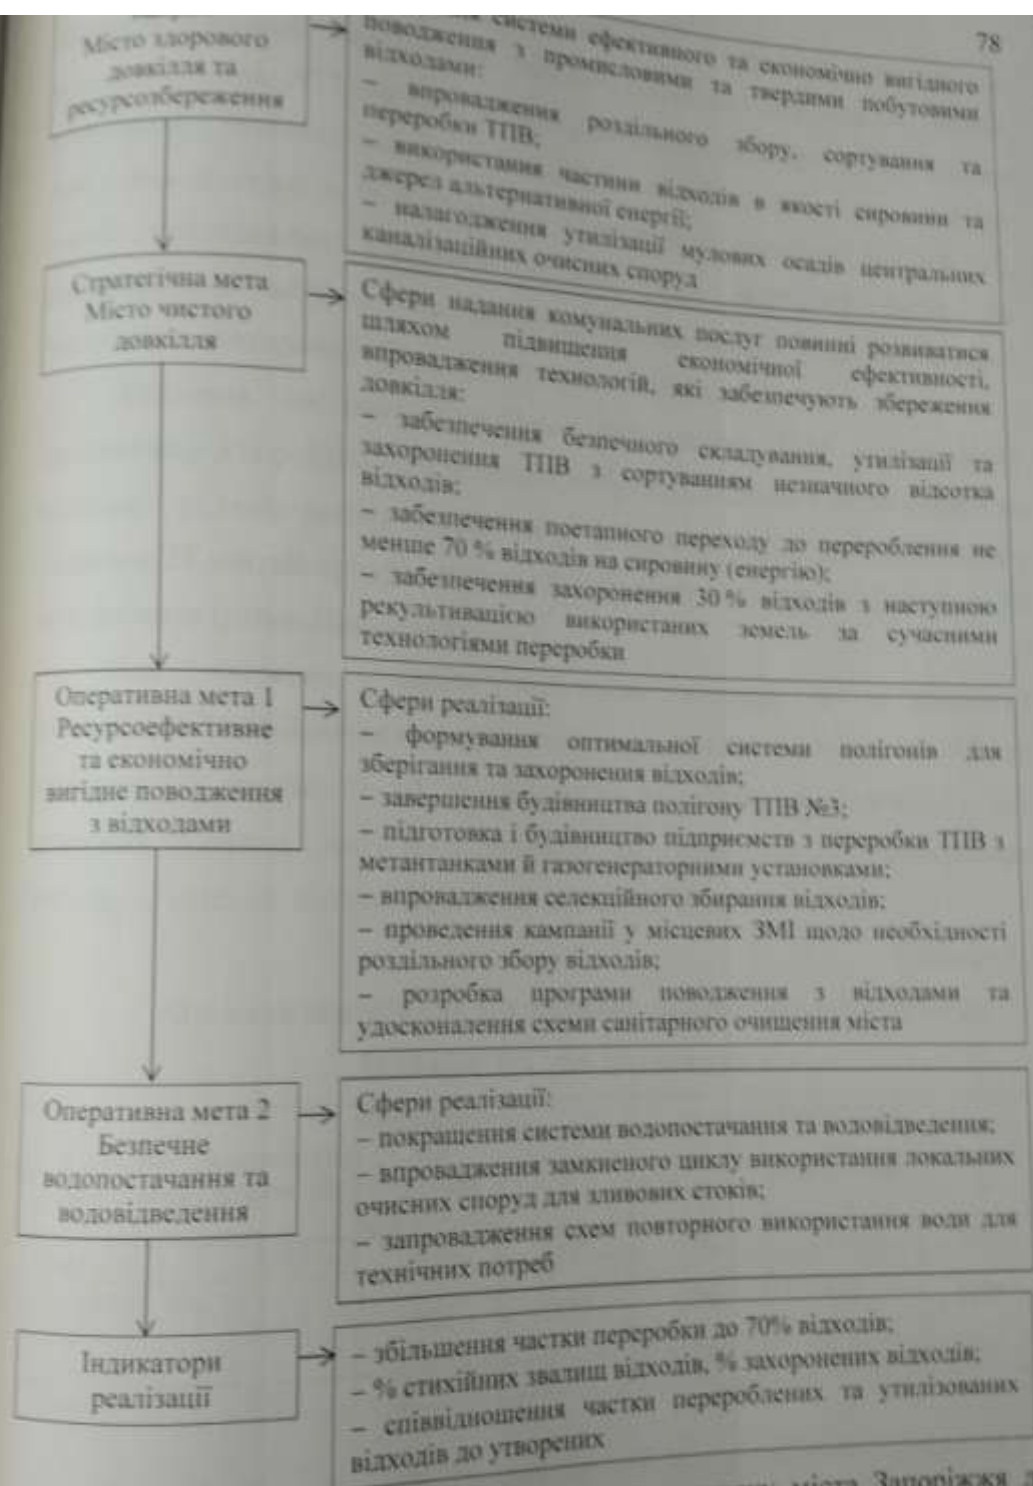 78
Місто здорового
довкілля та
ресурсозбереження
системи ефективного та економічно вигідного
поводження з промисловими та твердими побутовими
відходами:
– впровадження роздільного збору, сортування та
переробки ТПВ;
– використання частини відходів в якості сировини та
джерел альтернативної енергії;
– налагодження утилізації мулових осадів центральних
каналізаційних очисних споруд
Стратегічна мета
Місто чистого
довкілля
Сфери надання комунальних послуг повинні розвиватися
шляхом підвищення економічної ефективності,
впровадження технологій, які забезпечують збереження
довкілля:
– забезпечення безпечного складування, утилізації та
захоронення ТПВ з сортуванням незначного відсотка
відходів;
– забезпечення поетапного переходу до перероблення не
менше 70 % відходів на сировину (енергію);
– забезпечення захоронення 30 % відходів з наступною
рекультивацією використаних земель за сучасними
технологіями переробки
Оперативна мета 1
Ресурсоефективне
та економічно
вигідне поводження
з відходами
Сфери реалізації:
– формування оптимальної системи полігонів для
зберігання та захоронення відходів;
– завершення будівництва полігону ТПВ №3;
– підготовка і будівництво підприємств з переробки ТПВ з
метантанками й газогенераторними установками;
– впровадження селекційного збирання відходів;
– проведення кампанії у місцевих ЗМІ щодо необхідності
роздільного збору відходів;
– розробка програми поводження з відходами та
удосконалення схеми санітарного очищення міста
Оперативна мета 2
Безпечне
водопостачання та
водовідведення
Сфери реалізації:
– покращення системи водопостачання та водовідведення;
– впровадження замкненого циклу використання локальних
очисних споруд для зливових стоків;
– запровадження схем повторного використання води для
технічних потреб
Індикатори
реалізації
– збільшення частки переробки до 70% відходів;
– % стихійних звалищ відходів, % захоронених відходів;
– співвідношення частки перероблених та утилізованих
відходів до утворених
міста Запоріжжя